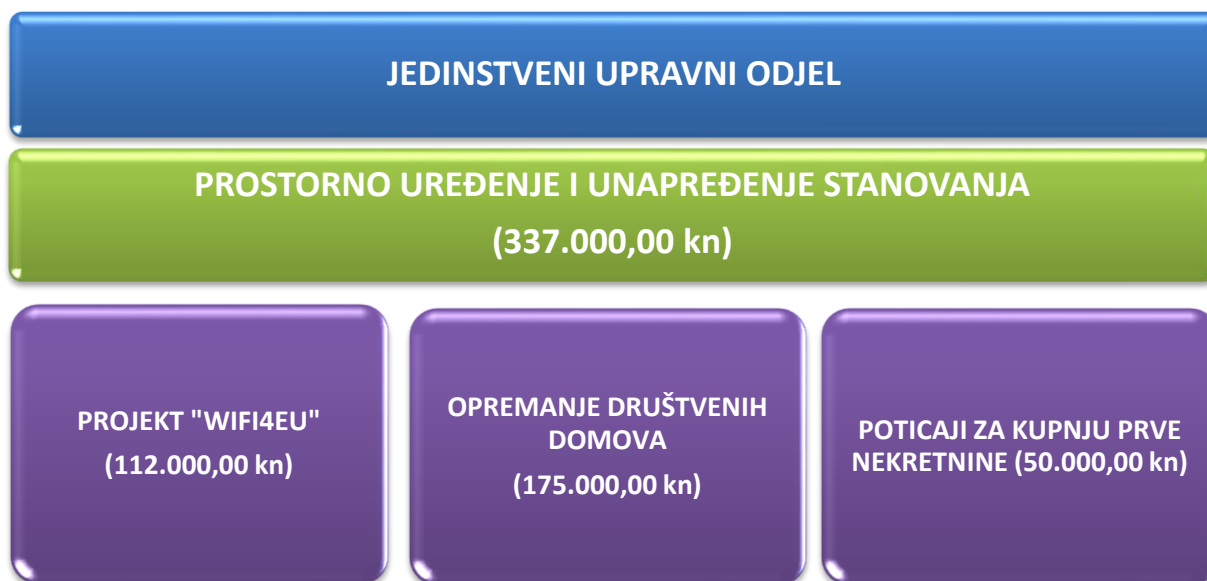 JEDINSTVENI UPRAVNI ODJEL
PROSTORNO UREĐENJE I UNAPREĐENJE STANOVANJA
(337.000,00 kn)
PROJEKT "WIFI4EU"
(112.000,00 kn)
OPREMANJE DRUŠTVENIH
DOMOVA
(175.000,00 kn)
POTICAJI ZA KUPNJU PRVE
NEKRETNINE (50.000,00 kn)